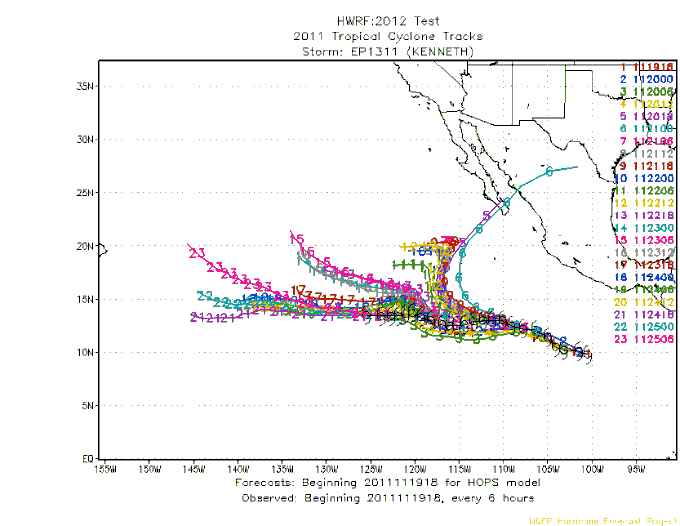 HWRF:2012 Test
2011 Tropical Cyclone Tracks
Storm: EP1311 (KENNETH)
35N
30N
25N
20N
15N
10N
5N
EQ
155W 150W 145W 140W 135W 130W 125W 120W 115W 110W 105W 100W 95W
1 111918
2 112000
3 112006
4 112012
5 112018
6 112100
7 112106
8 112112
9 112118
10 112200
11 112206
12 112212
13 112218
14 112300
15 112306
16 112312
17 112318
18 112400
19 112406
20 112412
21 112418
22 112500
23 112506
Forecasts: Beginning 2011111918 for HOPS model
Observed: Beginning 2011111918, every 6 hours
NCEP Hurricane Forecast Project